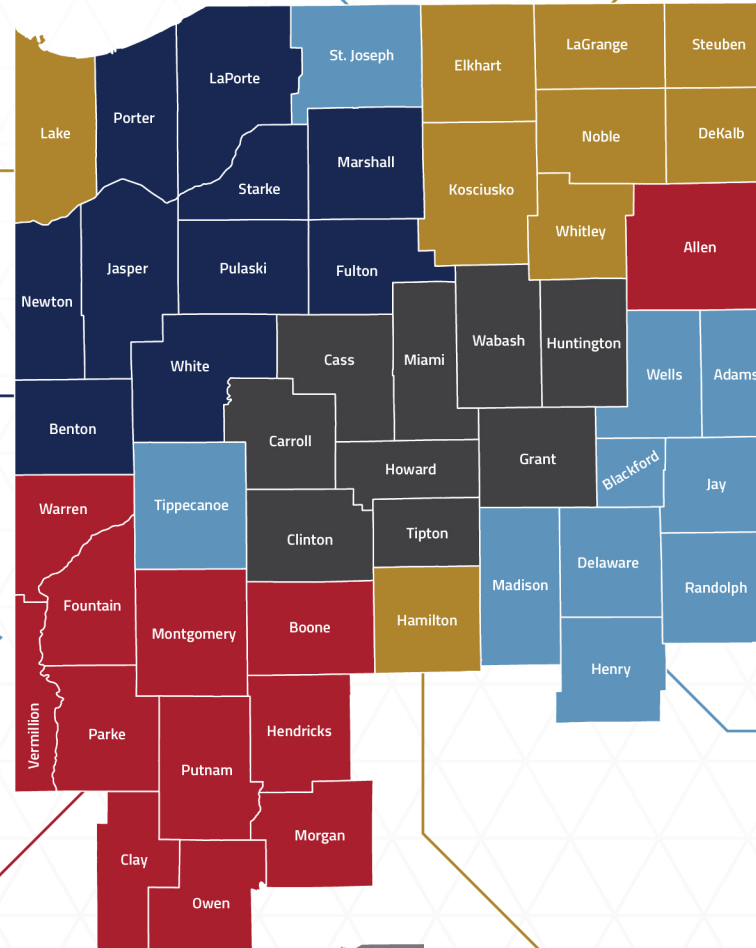 LaGrange
Steuben
St. Joseph
Elkhart
LaPorte
Porter
Lake
Noble
DeKalb
Marshall
Starke
Kosciusko
Whitley
Allen
Jasper
Pulaski
Fulton
Newton
Wabash
Huntington
Cass
Miami
White
Wells
Adams
Benton
Carroll
Grant
Howard
Blackford
Jay
Warren
Tippecanoe
Clinton
Tipton
Delaware
Madison
Randolph
Fountain
Montgomery
Boone
Hamilton
Henry
Vermillion
Parke
Hendricks
Putnam
Morgan
Clay
Owen